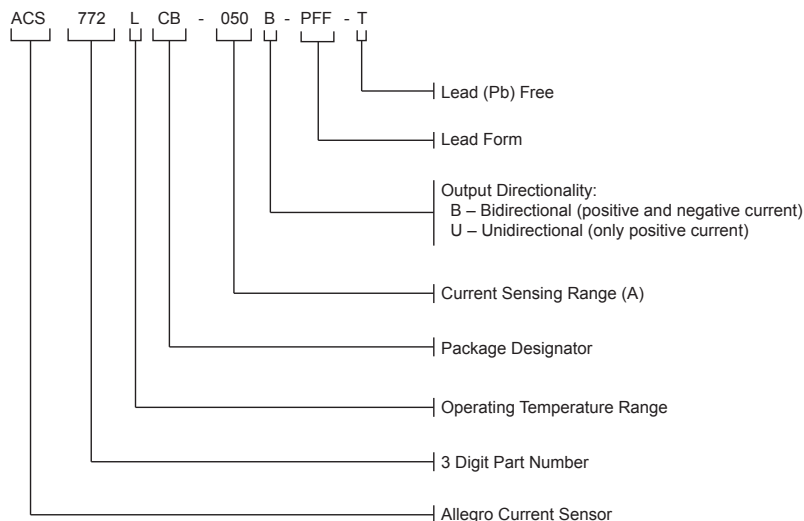 ACS 772 L CB - 050 B - PFF - T
Lead (Pb) Free
Lead Form
Output Directionality:
B – Bidirectional (positive and negative current)
U – Unidirectional (only positive current)
Current Sensing Range (A)
Package Designator
Operating Temperature Range
3 Digit Part Number
Allegro Current Sensor